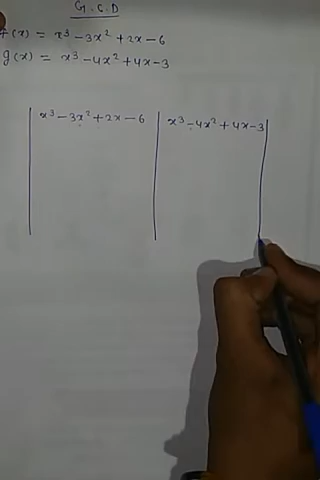 G.C.D
f(x) = x³ - 3x² + 2x - 6
g(x) = x³ - 4x² + 4x - 3
x³ - 3x² + 2x - 6 | x³ - 4x² + 4x - 3